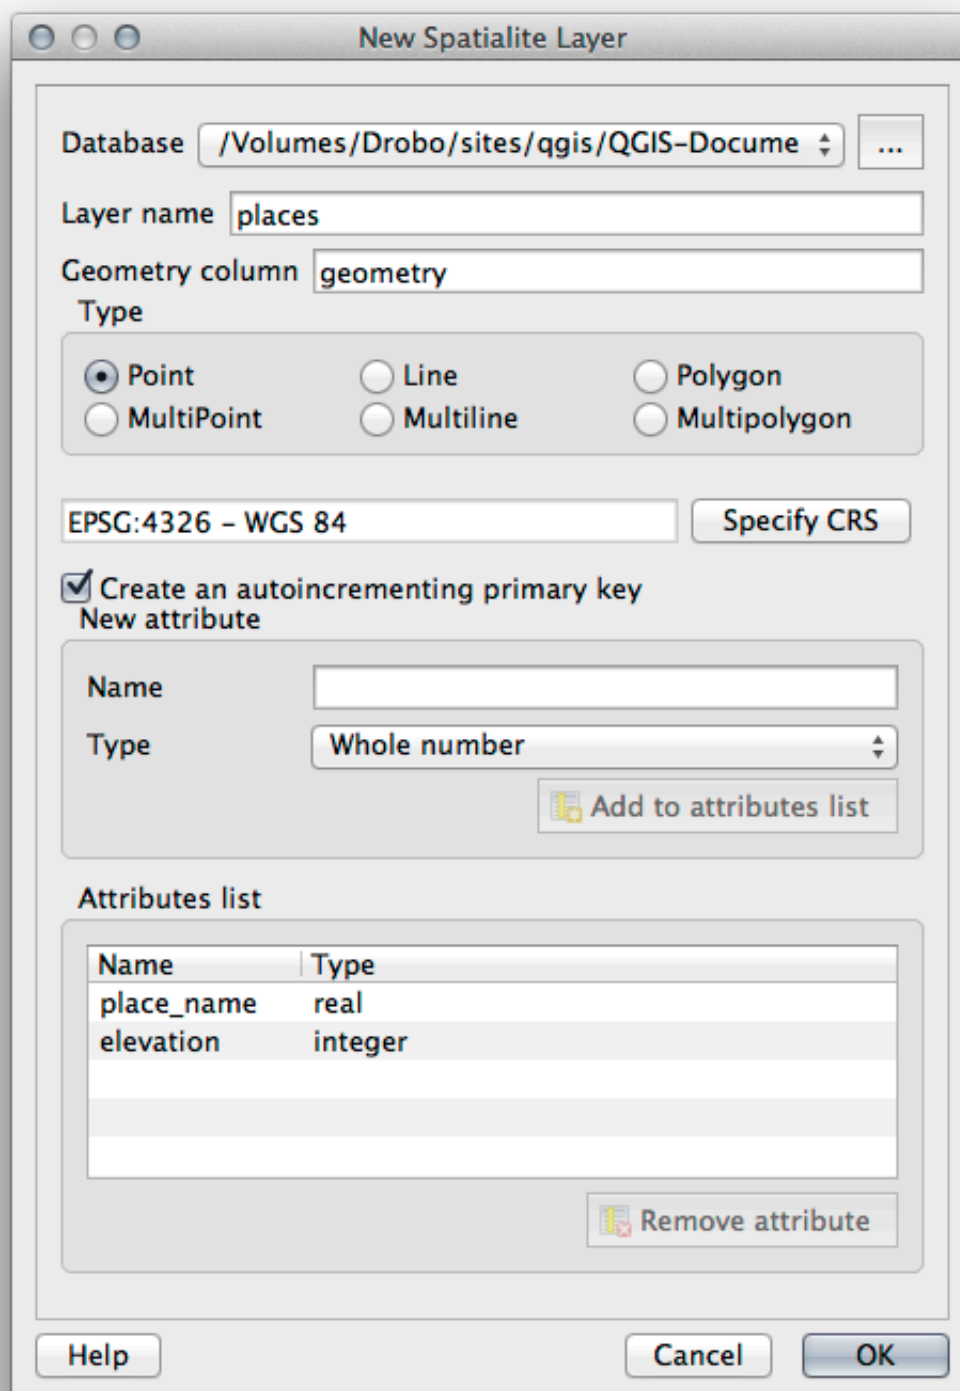 New Spatialite Layer
Database /Volumes/Drobo/sites/qgis/QGIS-Docume ...
Layer name places
Geometry column geometry
Type
Point Line Polygon
MultiPoint Multiline Multipolygon
EPSG:4326 – WGS 84 Specify CRS
Create an autoincrementing primary key
New attribute
Name
Type Whole number
Add to attributes list
Attributes list
Name Type
place_name real
elevation integer
Remove attribute
Help Cancel OK